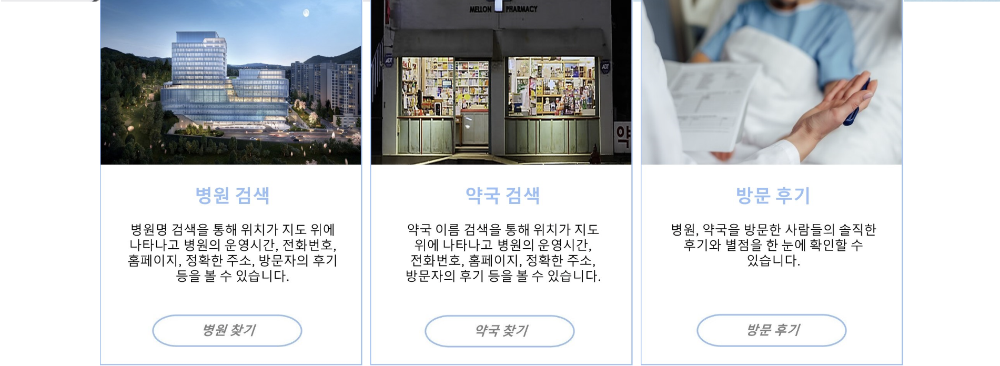 MELLON PHARMACY
ADT
ADT
약
병원 검색
병원명 검색을 통해 위치가 지도 위에
나타나고 병원의 운영시간, 전화번호,
홈페이지, 정확한 주소, 방문자의 후기
등을 볼 수 있습니다.
병원 찾기
약국 검색
약국 이름 검색을 통해 위치가 지도
위에 나타나고 병원의 운영시간,
전화번호, 홈페이지, 정확한 주소,
방문자의 후기 등을 볼 수 있습니다.
약국 찾기
방문 후기
병원, 약국을 방문한 사람들의 솔직한
후기와 별점을 한 눈에 확인할 수
있습니다.
방문 후기